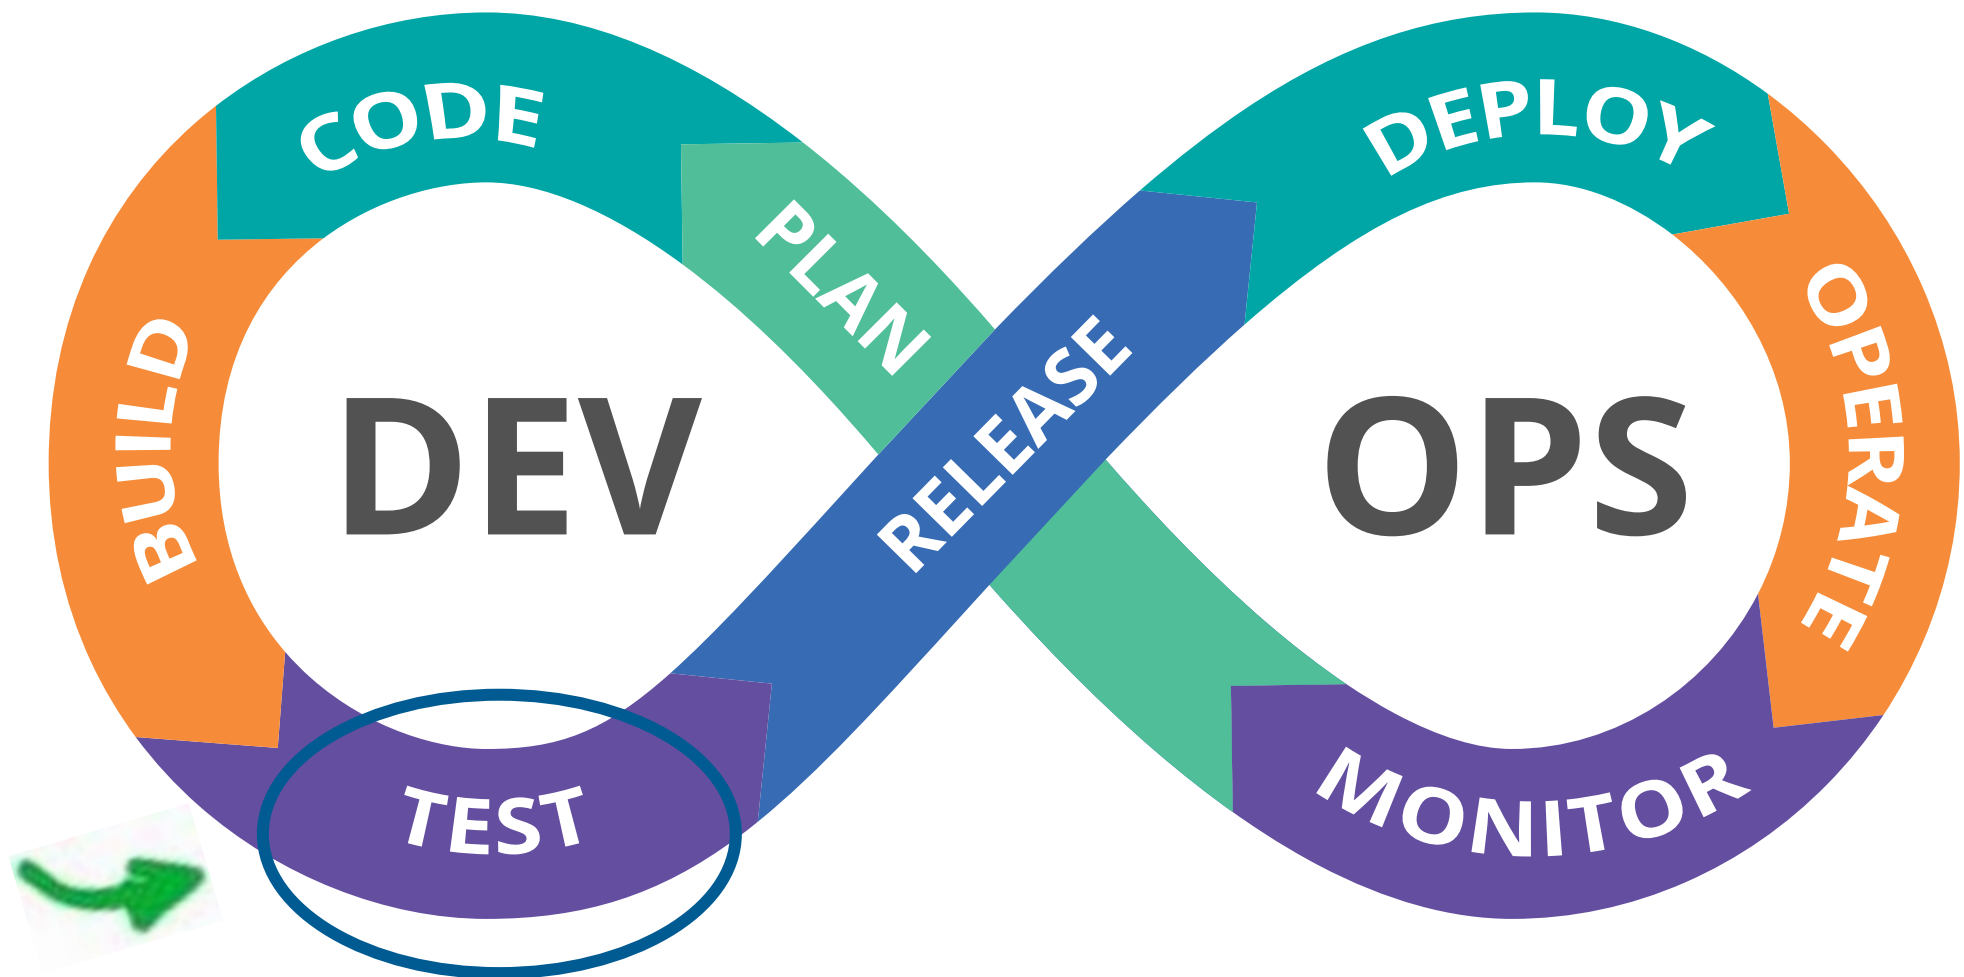 CODE
PLAN
BUILD
DEV
TEST
RELEASE
DEPLOY
OPERATE
OPS
MONITOR